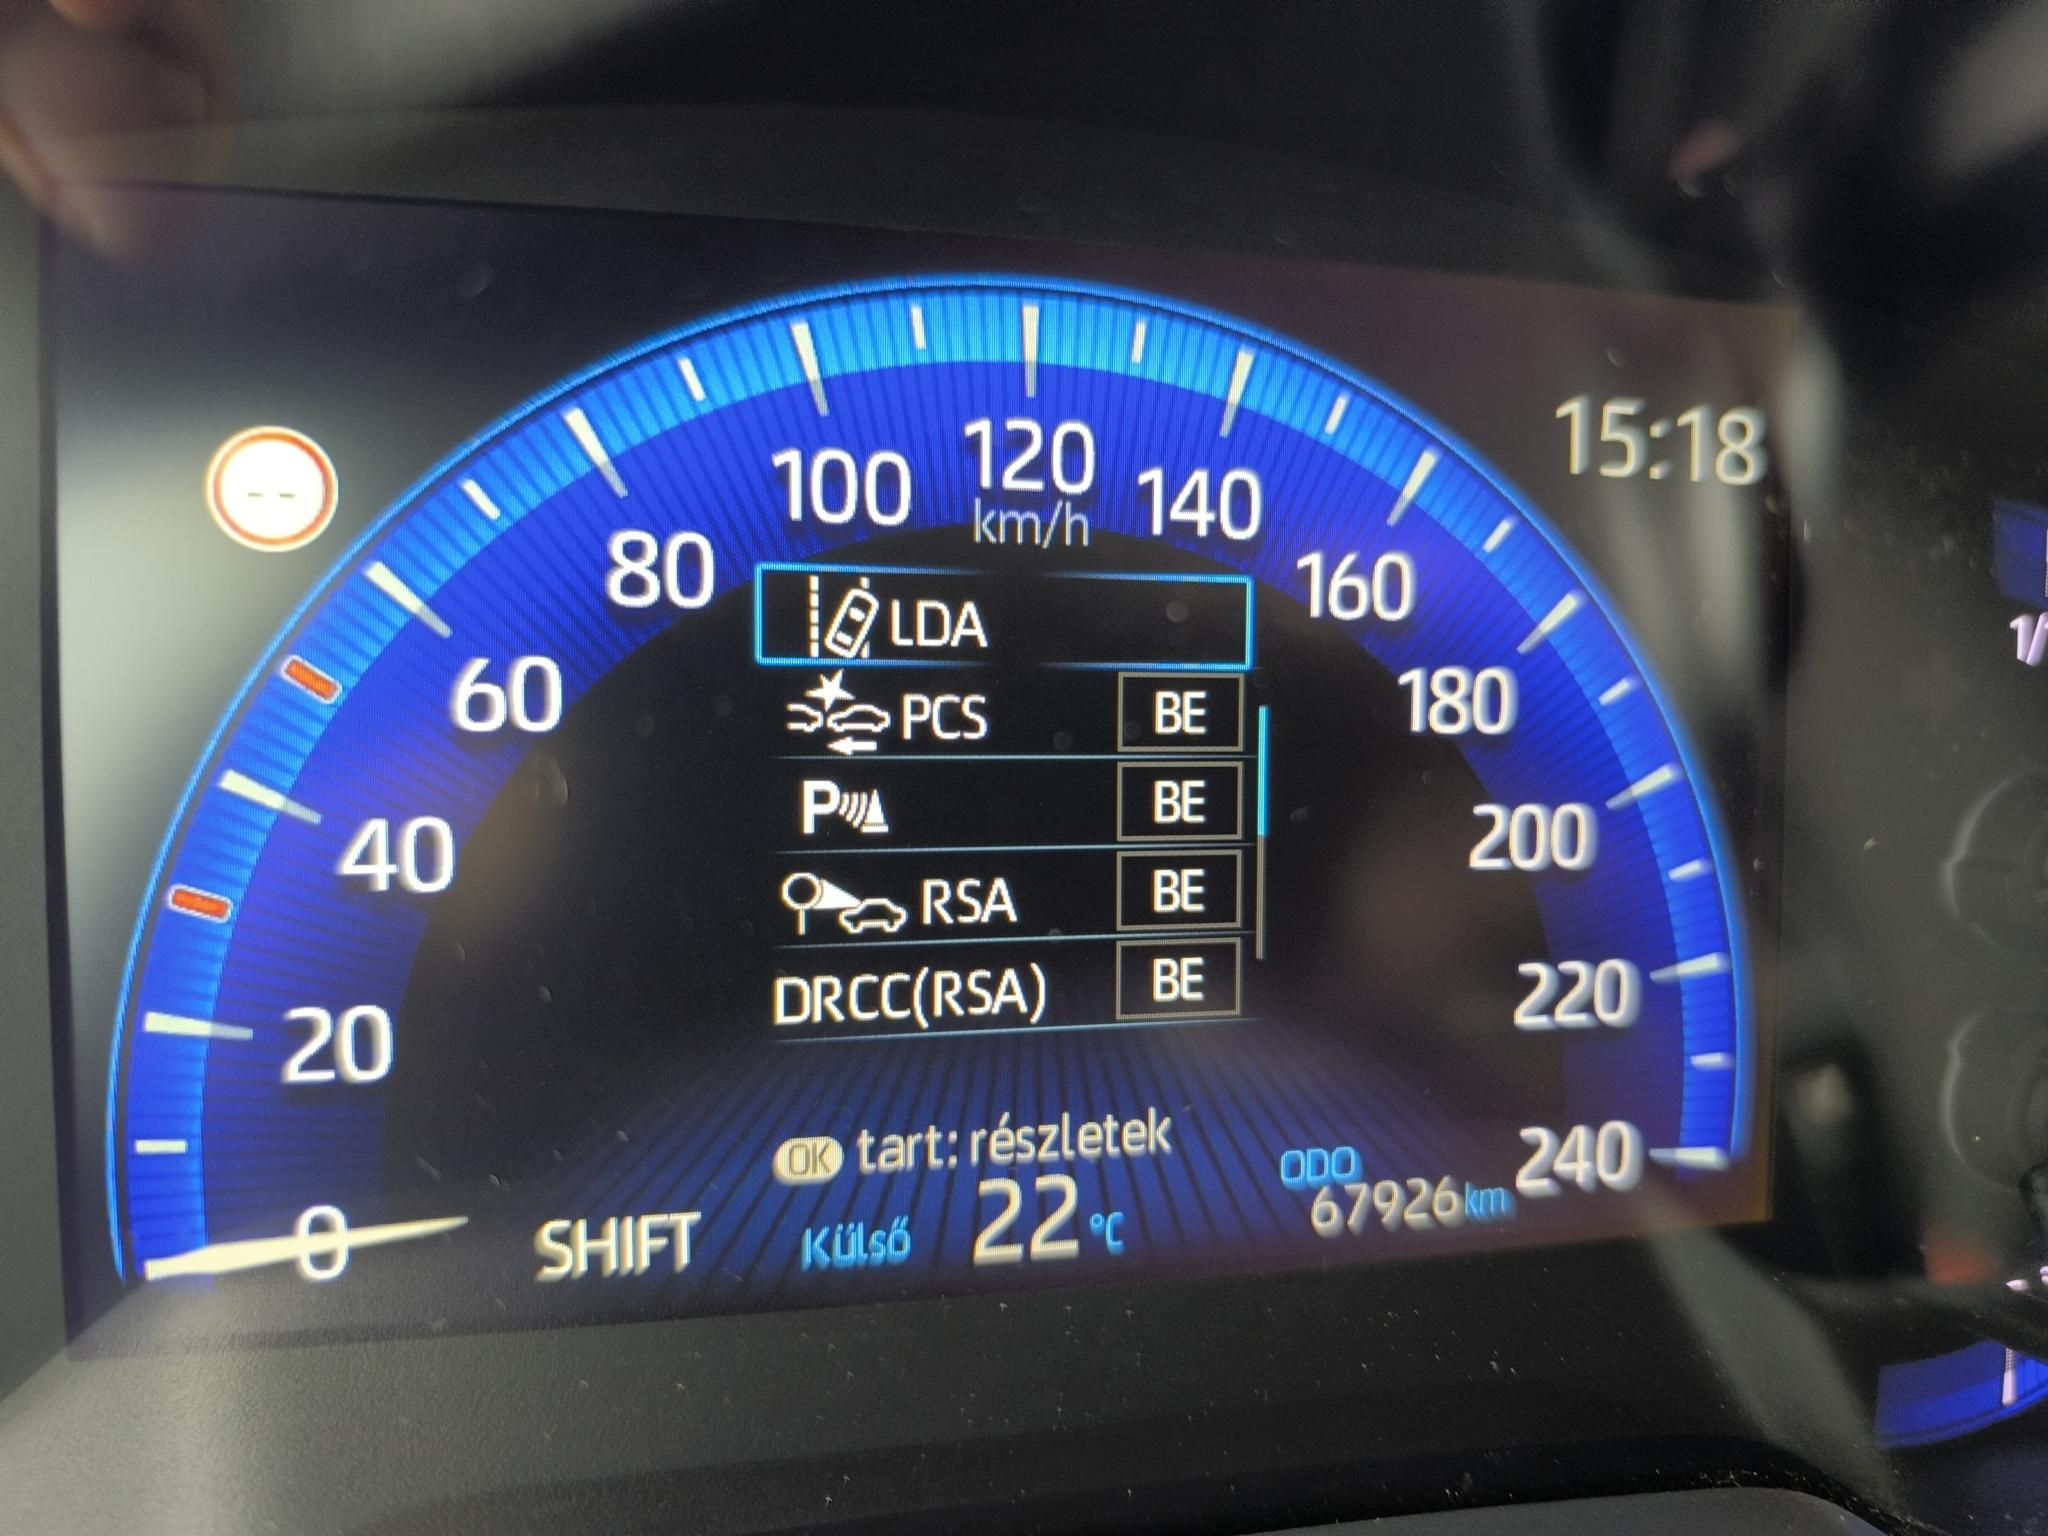 15:18
0
20
40
60
80
100
120
km/h
140
160
180
200
220
240
LDA
PCS BE
P BE
RSA BE
DRCC(RSA) BE
OK tart: részletek
SHIFT
Külső 22 °C
ODO
67926 km